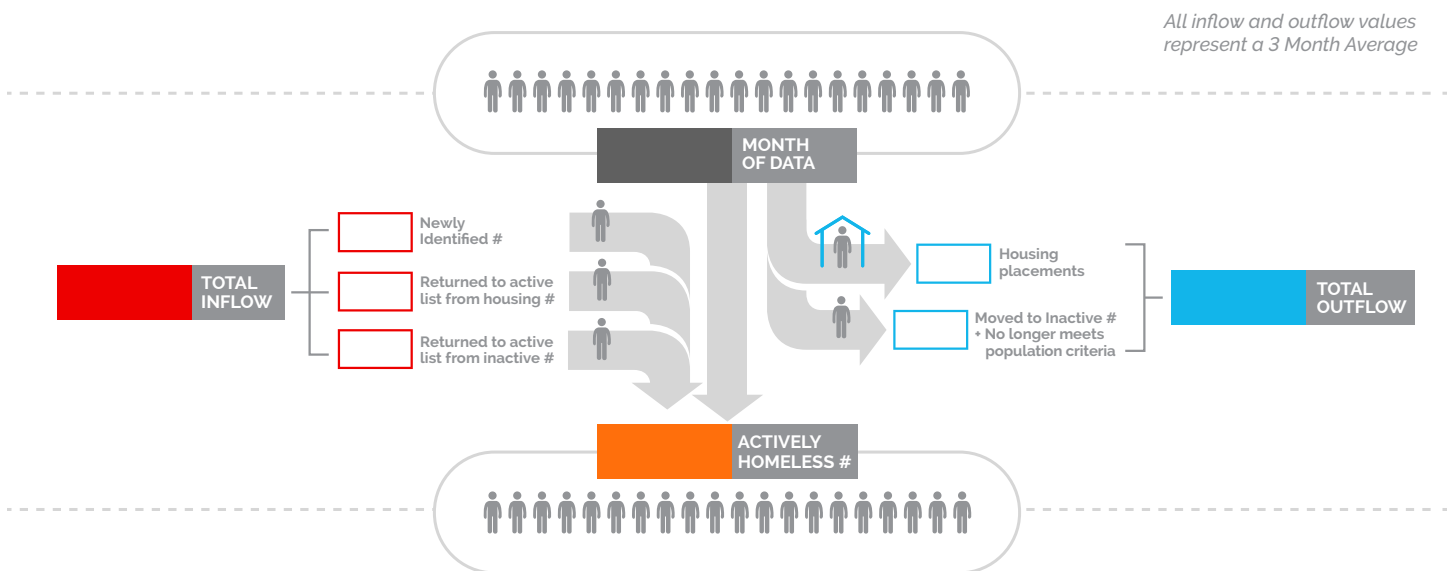 All inflow and outflow values
represent a 3 Month Average
MONTH
OF DATA
Newly
Identified #
TOTAL
INFLOW
Returned to active
list from housing #
Returned to active
list from inactive #
Housing
placements
Moved to Inactive #
+ No longer meets
population criteria
TOTAL
OUTFLOW
ACTIVELY
HOMELESS #